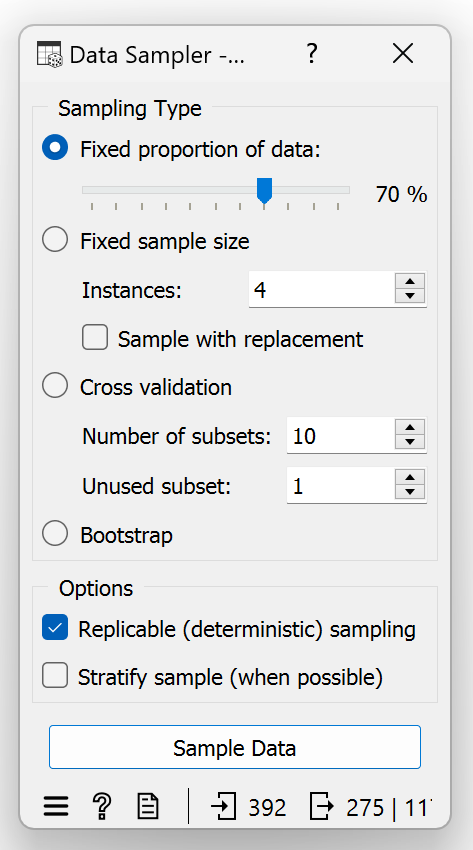 Data Sampler -...
?
Sampling Type
Fixed proportion of data:
70 %
Fixed sample size
Instances:
4
Sample with replacement
Cross validation
Number of subsets:
10
Unused subset:
1
Bootstrap
Options
Replicable (deterministic) sampling
Stratify sample (when possible)
Sample Data
? 392 275 | 11